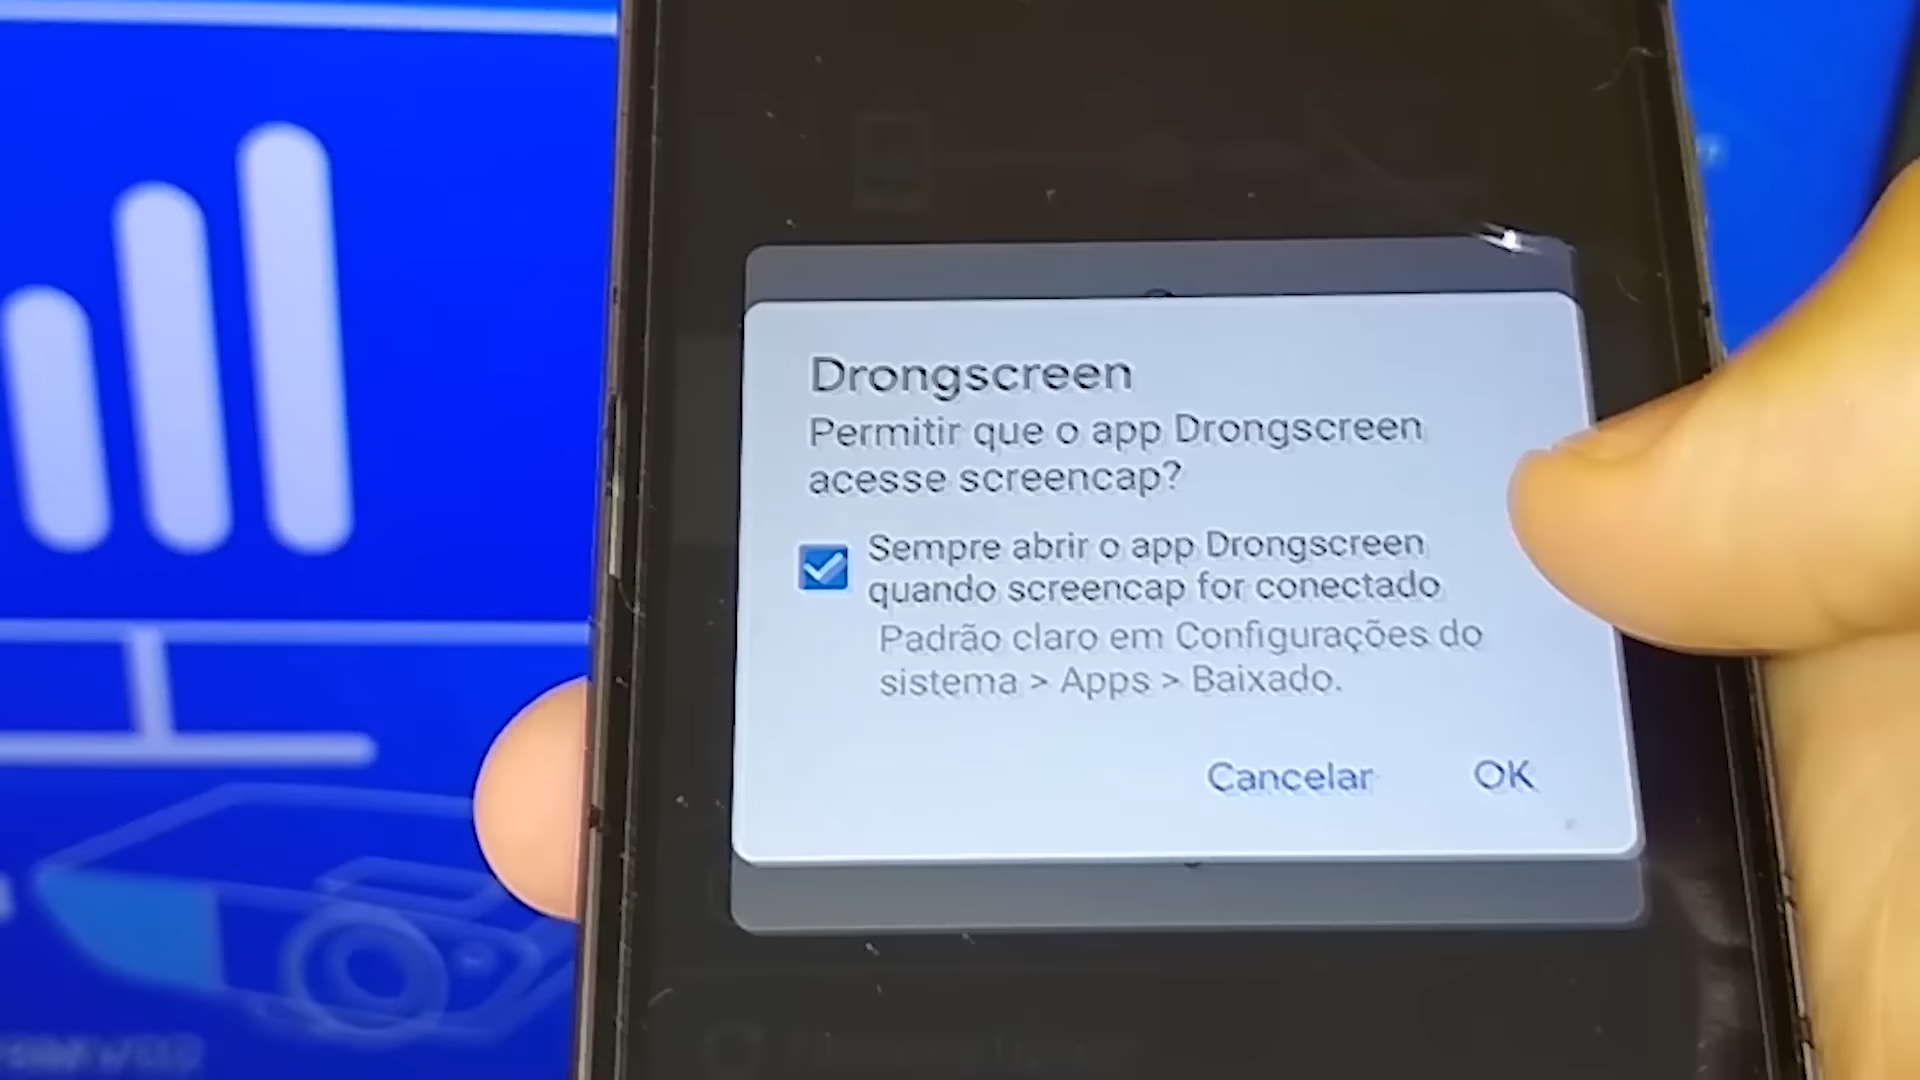 Drongscreen
Permitir que o app Drongscreen
acesse screencap?
Sempre abrir o app Drongscreen
quando screencap for conectado
Padrão claro em Configurações do
sistema > Apps > Baixado.
Cancelar OK